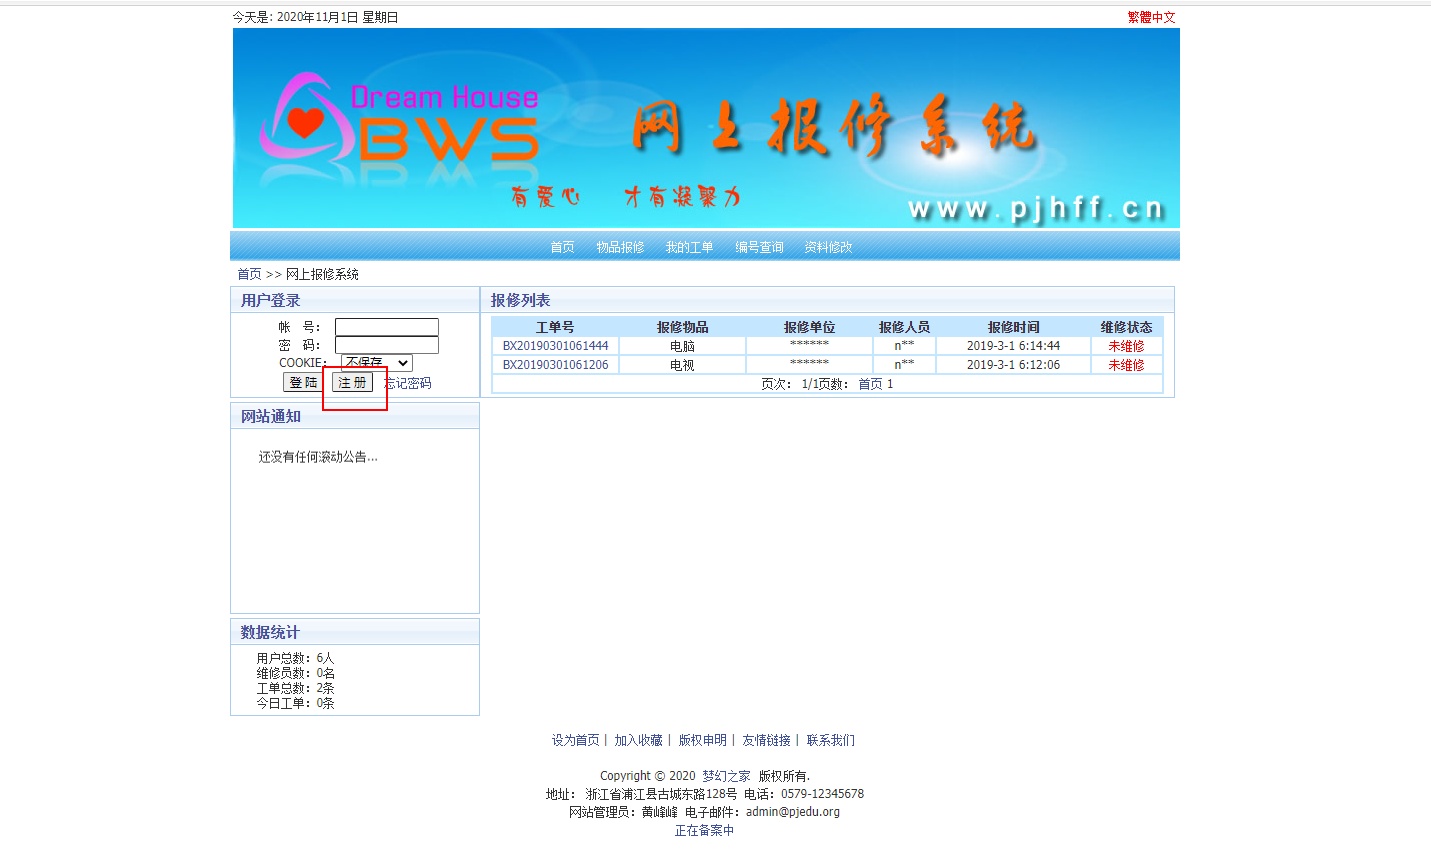 今天是: 2020年11月1日 星期日
繁體中文
Dream House
BWS
网上报修系统
有爱心 才有凝聚力
www.pjhff.cn
首页 物品报修 我的工单 编号查询 资料修改
首页 >> 网上报修系统
用户登录
帐 号：
密 码：
COOKIE： 不保存
登 陆 注 册 忘记密码
报修列表
工单号 报修物品 报修单位 报修人员 报修时间 维修状态
BX20190301061444 电脑 ****** n** 2019-3-1 6:14:44 未维修
BX20190301061206 电视 ****** n** 2019-3-1 6:12:06 未维修
页次： 1/1页数： 首页 1
网站通知
还没有任何滚动公告...
数据统计
用户总数：6人
维修员数：0名
工单总数：2条
今日工单：0条
设为首页 | 加入收藏 | 版权申明 | 友情链接 | 联系我们
Copyright © 2020 梦幻之家 版权所有.
地址： 浙江省浦江县古城东路128号 电话：0579-12345678
网站管理员：黄峰峰 电子邮件：admin@pjedu.org
正在备案中